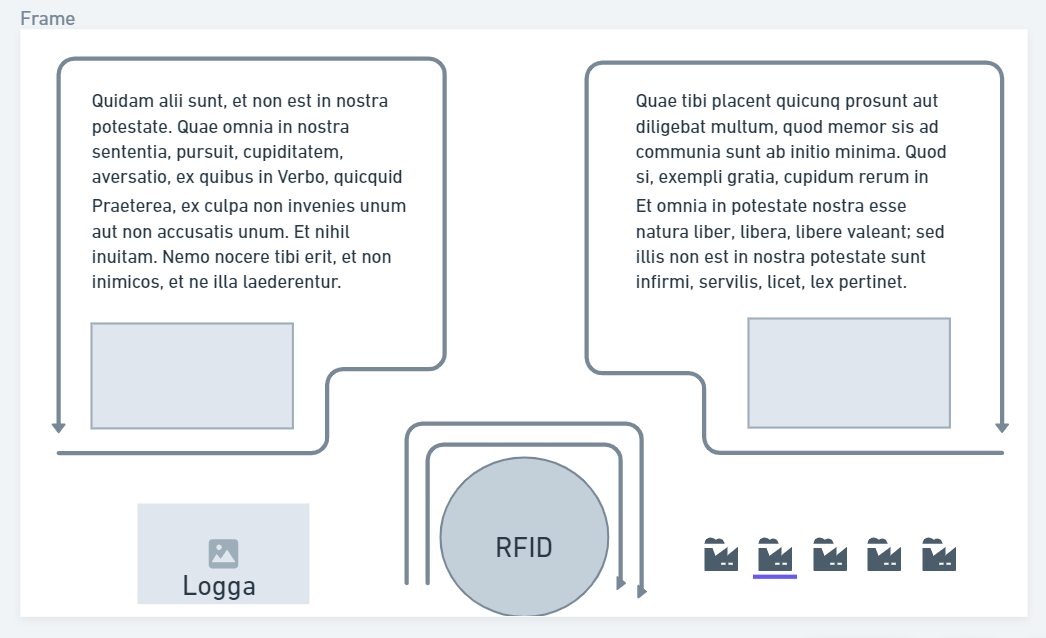 Frame
Quidam alii sunt, et non est in nostra
potestate. Quae omnia in nostra
sententia, pursuit, cupiditatem,
aversatio, ex quibus in Verbo, quicquid
Praeterea, ex culpa non invenies unum
aut non accusatis unum. Et nihil
inuitam. Nemo nocere tibi erit, et non
inimicos, et ne illa laederentur.
Quae tibi placent quicunq prosunt aut
diligebat multum, quod memor sis ad
communia sunt ab initio minima. Quod
si, exempli gratia, cupidum rerum in
Et omnia in potestate nostra esse
natura liber, libera, libere valeant; sed
illis non est in nostra potestate sunt
infirmi, servilis, licet, lex pertinet.
Logga
RFID